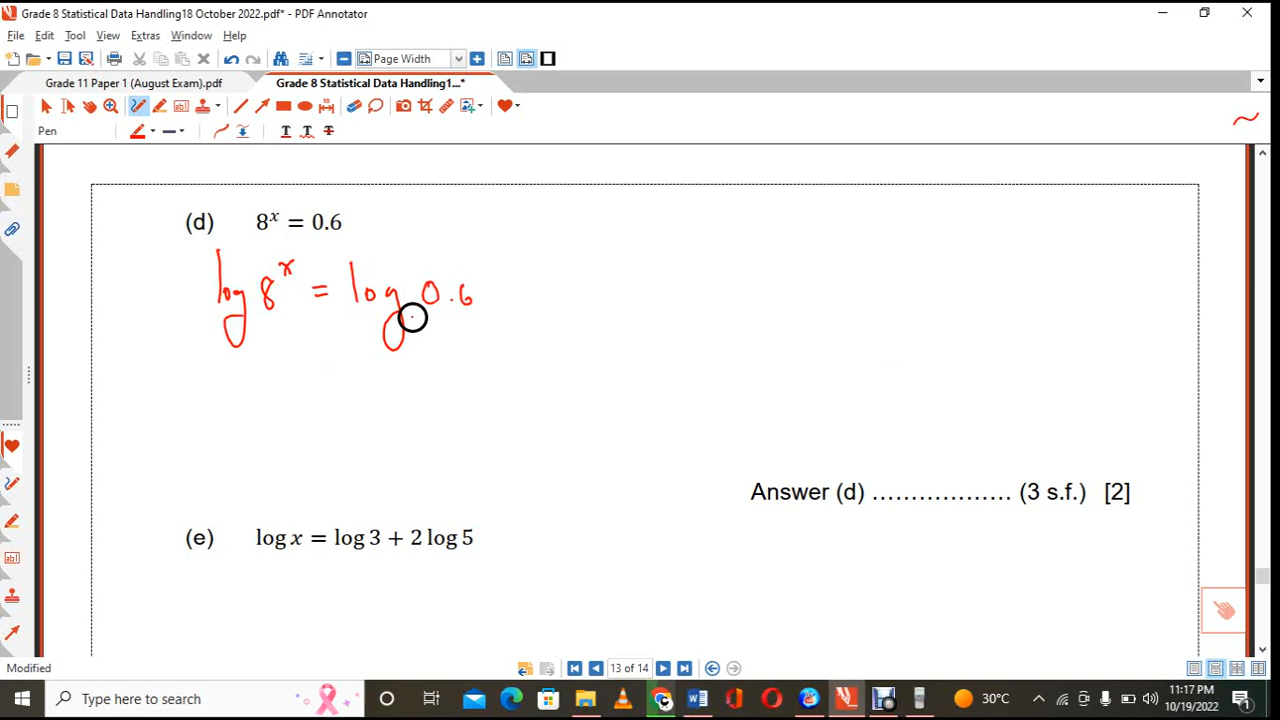 Grade 8 Statistical Data Handling18 October 2022.pdf* - PDF Annotator
File Edit Tool View Extras Window Help
Page Width
Grade 11 Paper 1 (August Exam).pdf
Grade 8 Statistical Data Handling1...*
Pen
(d) 8ˣ = 0.6
log 8ˣ = log 0.6
Answer (d) ……………… (3 s.f.) [2]
(e) log x = log 3 + 2 log 5
Modified
13 of 14
Type here to search
30°C
11:17 PM
10/19/2022
1